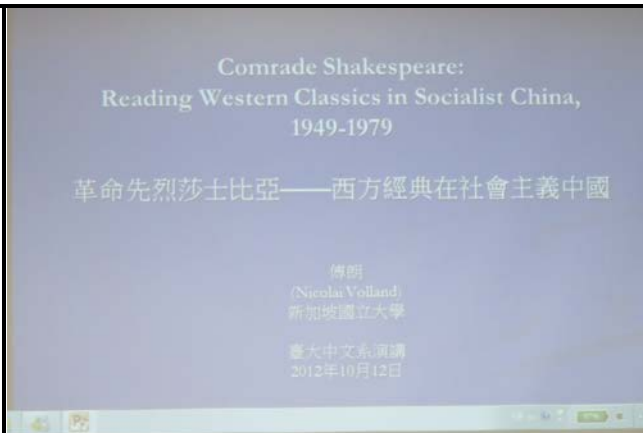 Comrade Shakespeare:
Reading Western Classics in Socialist China,
1949-1979
革命先烈莎士比亞——西方經典在社會主義中國
傅朗
(Nicolai Volland)
新加坡國立大學
臺大中文系演講
2012年10月12日